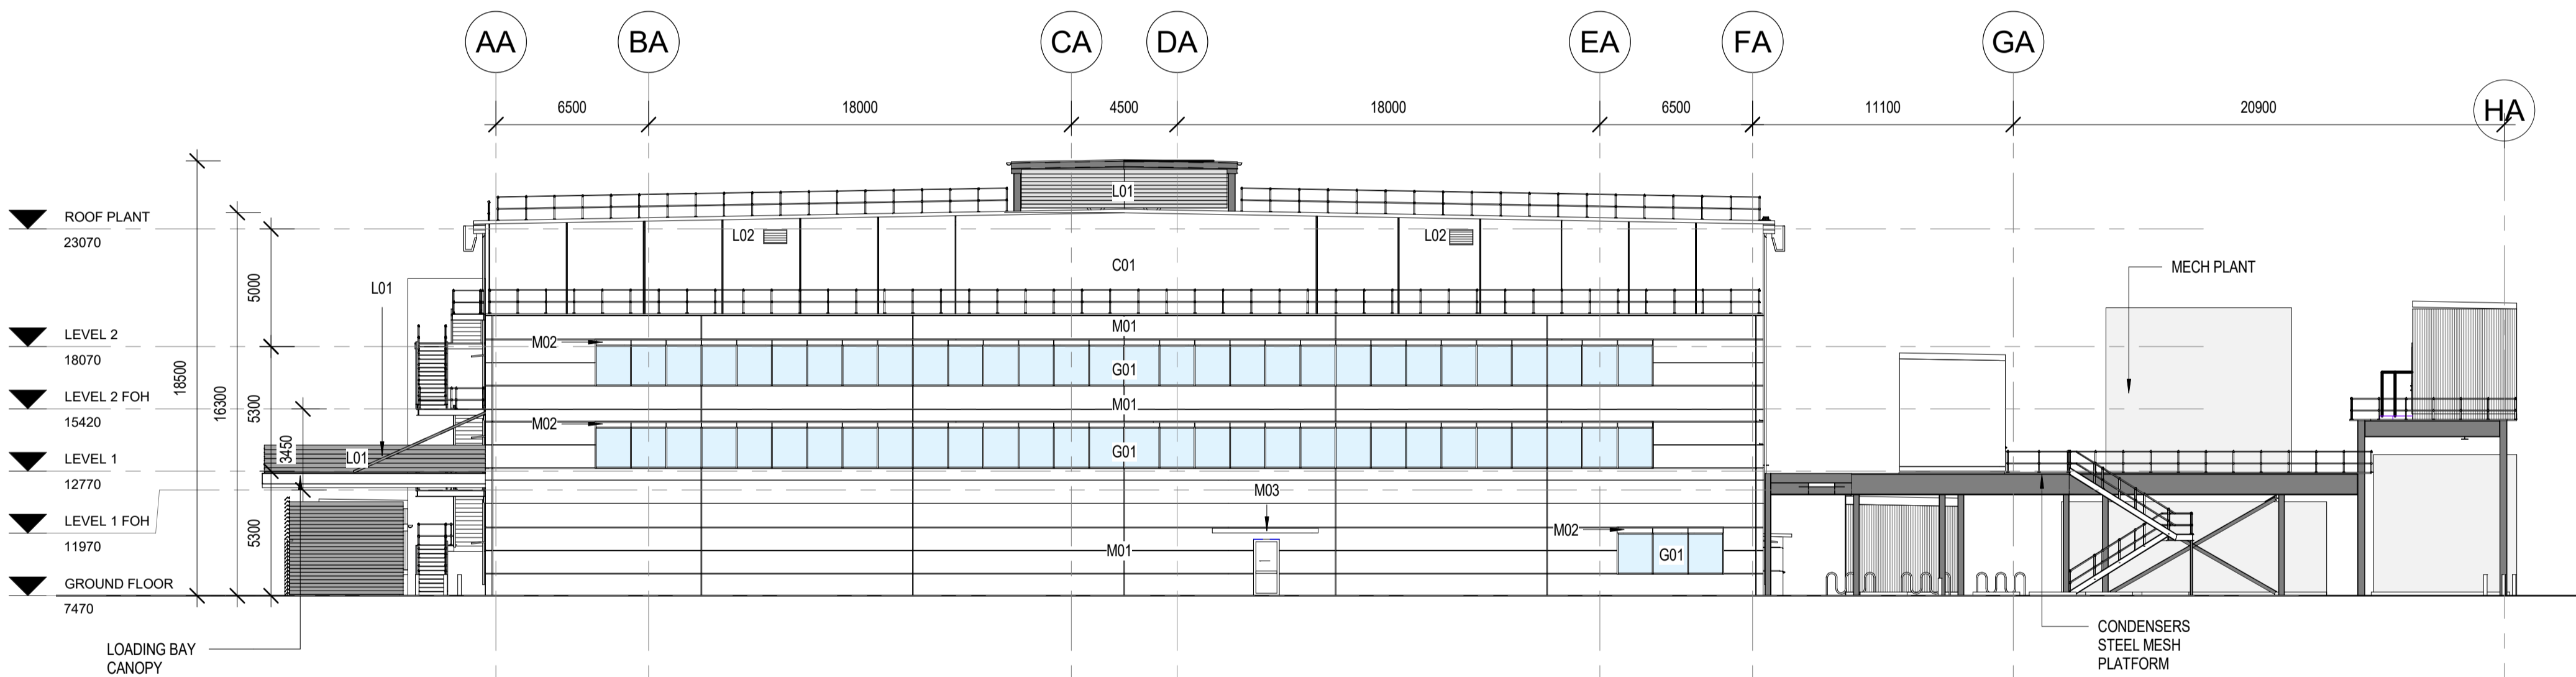 AA
BA
CA
DA
EA
FA
GA
HA
6500
18000
4500
18000
6500
11100
20900
L01
ROOF PLANT
23070
L02
L02
C01
MECH PLANT
5000
L01
M01
LEVEL 2
18070
M02
G01
18500
16300
LEVEL 2 FOH
15420
5300
M01
M02
3450
LEVEL 1
12770
L01
G01
M03
LEVEL 1 FOH
11970
5300
M02
M01
G01
GROUND FLOOR
7470
LOADING BAY
CANOPY
CONDENSERS
STEEL MESH
PLATFORM